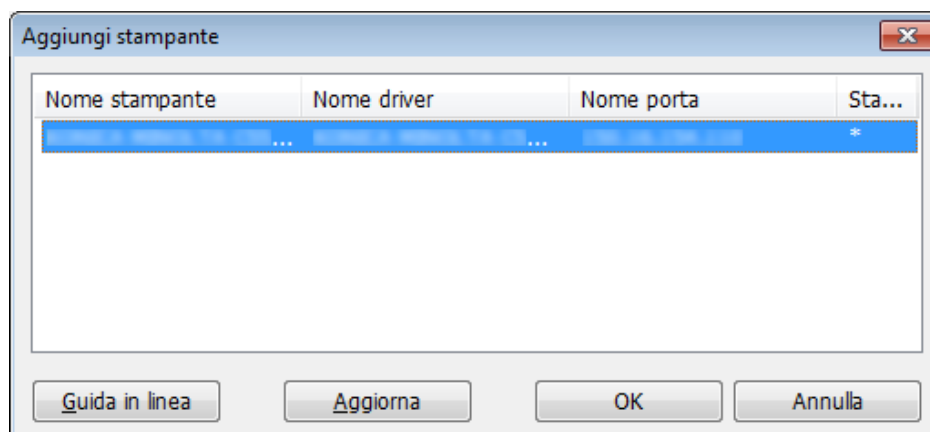 Aggiungi stampante
Nome stampante Nome driver Nome porta Sta...
... ... *
Guida in linea Aggiorna OK Annulla